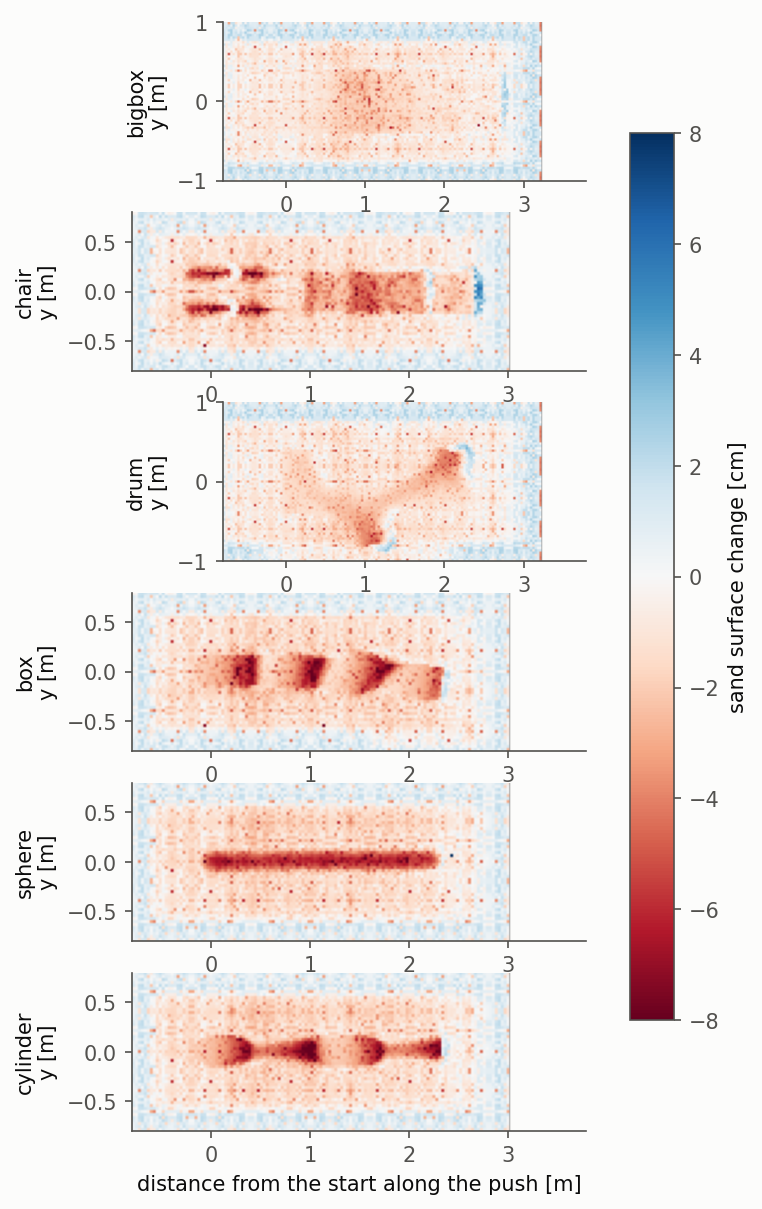 bigbox
y [m]
1
0
−1
0 1 2 3
chair
y [m]
0.5
0.0
−0.5
0 1 2 3
drum
y [m]
1
0
−1
0 1 2 3
box
y [m]
0.5
0.0
−0.5
0 1 2 3
sphere
y [m]
0.5
0.0
−0.5
0 1 2 3
cylinder
y [m]
0.5
0.0
−0.5
0 1 2 3
distance from the start along the push [m]
8
6
4
2
0
−2
−4
−6
−8
sand surface change [cm]